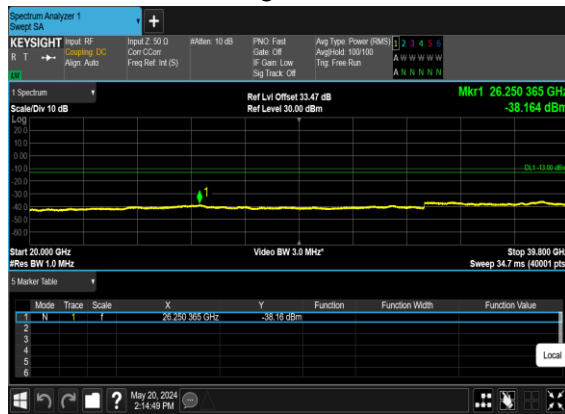 Spectrum Analyzer 1
Swept SA
+
KEYSIGHT Input: RF Input Z: 50 Ω #Atten: 10 dB PNO: Fast Avg Type: Power (RMS) 1 2 3 4 5 6
R T Coupling: DC Corr CCorr Gate: Off Avg|Hold: 100/100 A W W W W W
Align: Auto Freq Ref: Int (S) IF Gain: Low Trig: Free Run
Sig Track: Off A N N N N N
1 Spectrum Ref Lvl Offset 33.47 dB Mkr1 26.250 365 GHz
Scale/Div 10 dB Ref Level 30.00 dBm -38.164 dBm
Log
20.0
10.0
0.00
-10.0 DL1 -13.00 dBm
-20.0
-30.0 1
-40.0
-50.0
-60.0
Start 20.000 GHz Video BW 3.0 MHz* Stop 39.800 GHz
#Res BW 1.0 MHz Sweep 34.7 ms (40001 pts
5 Marker Table
Mode Trace Scale X Y Function Function Width Function Value
1 N 1 f 26.250 365 GHz -38.16 dBm
2
3
4
5
6
Local
? May 20, 2024
2:14:49 PM